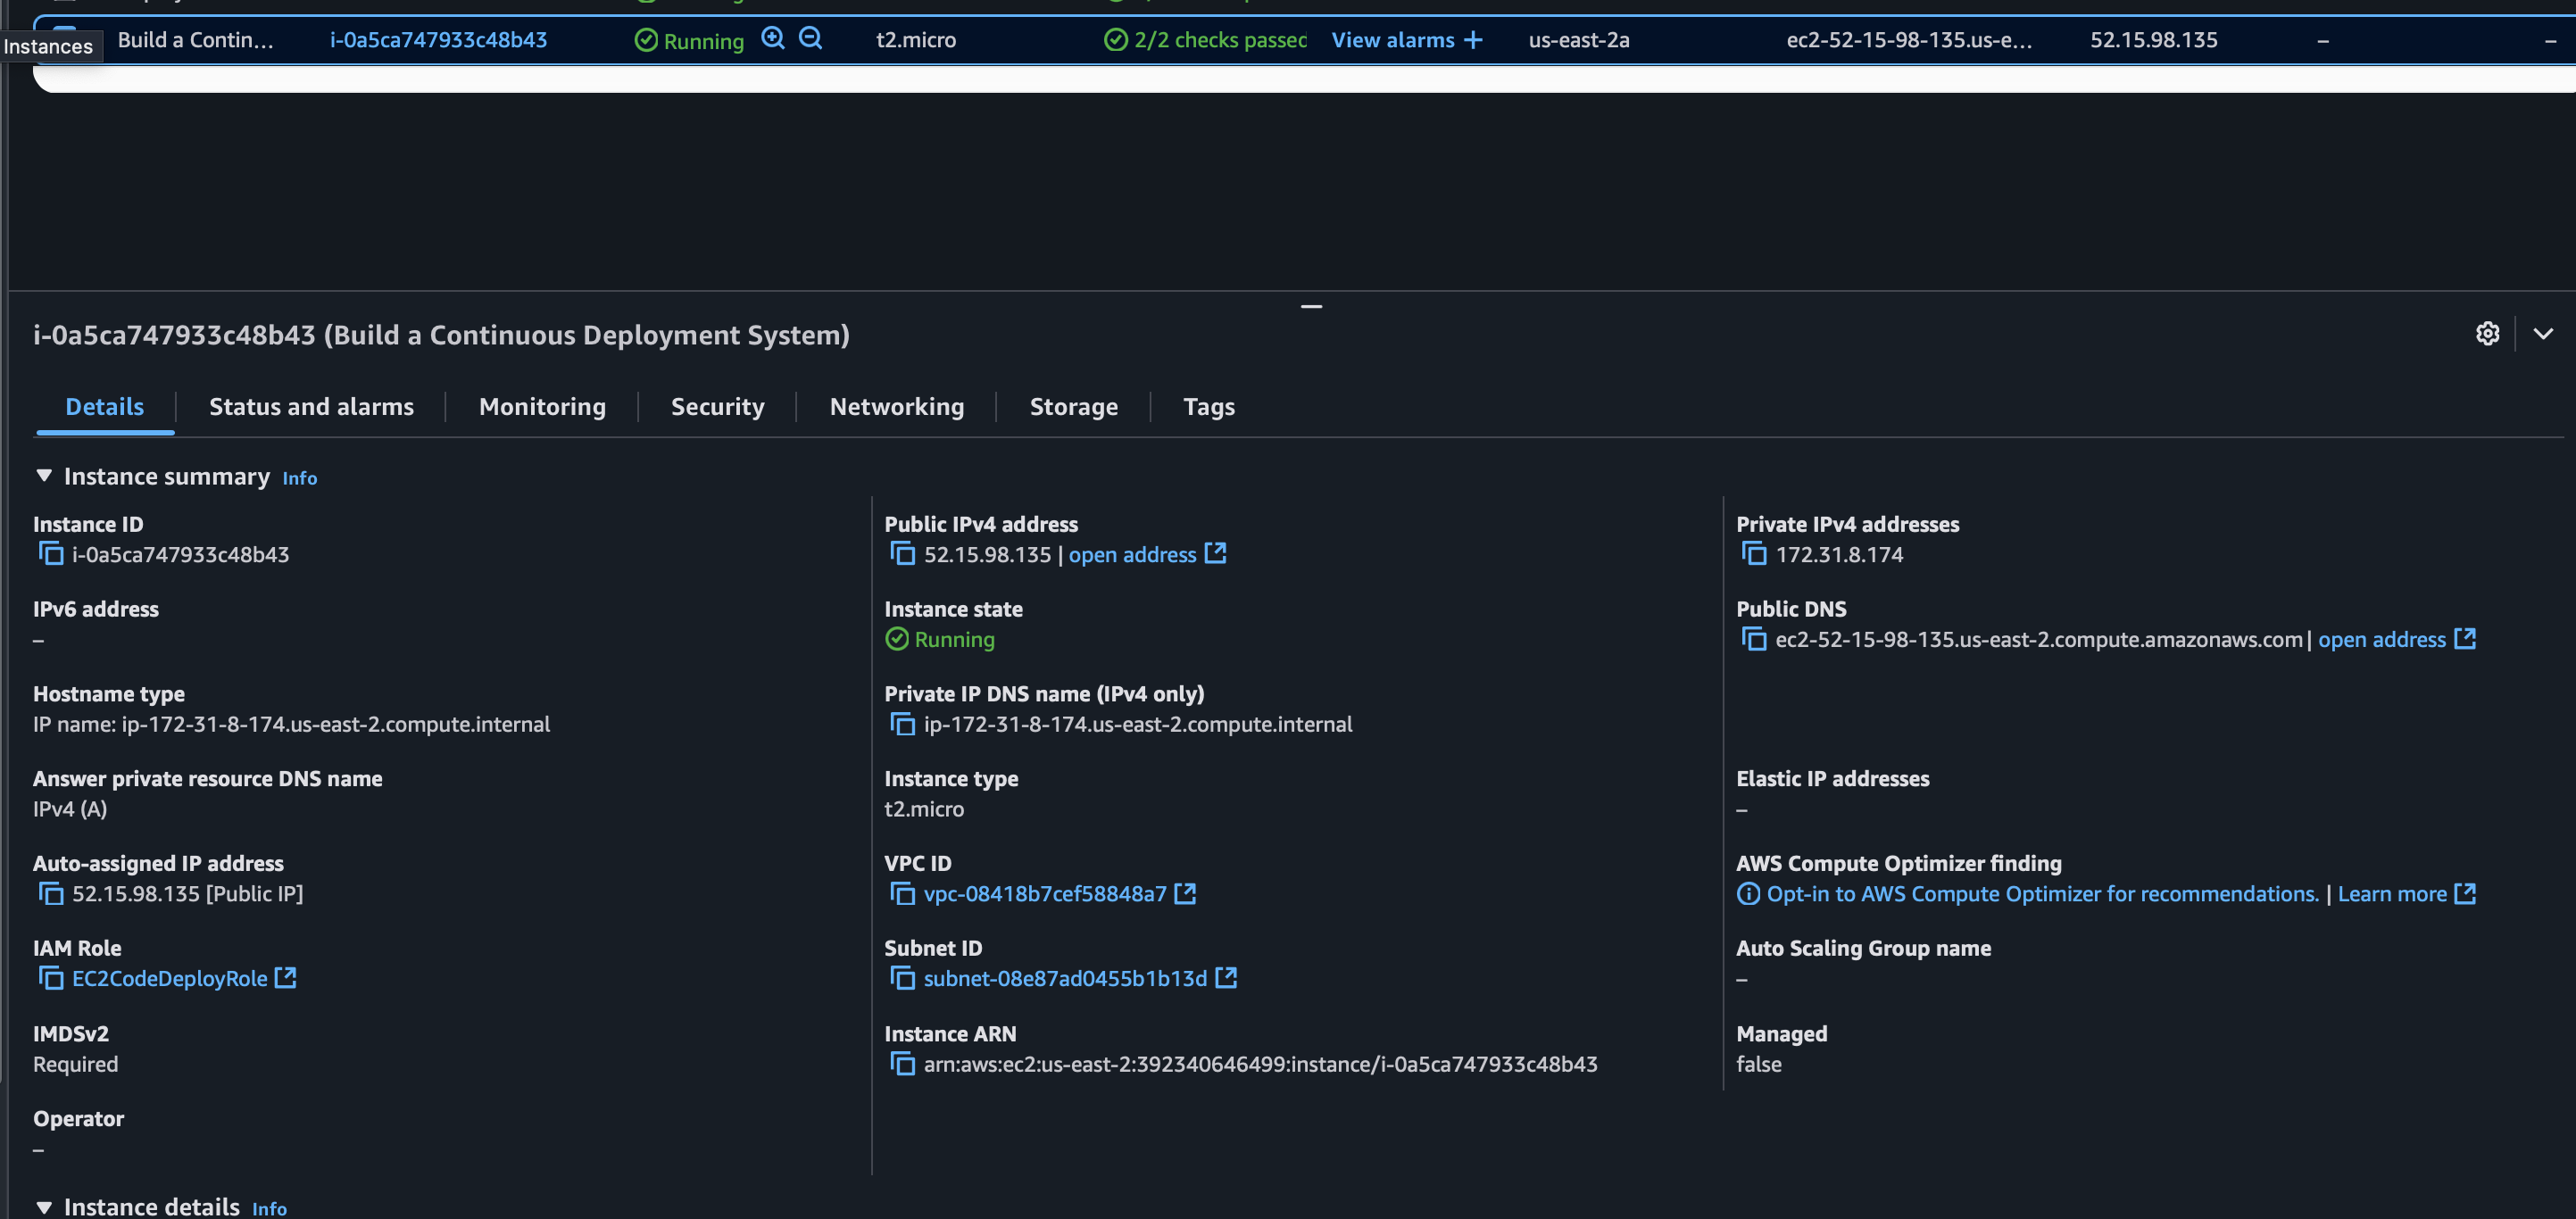 Instances
Build a Contin... i-0a5ca747933c48b43 Running t2.micro 2/2 checks passed View alarms + us-east-2a ec2-52-15-98-135.us-e... 52.15.98.135 – –
i-0a5ca747933c48b43 (Build a Continuous Deployment System)
Details Status and alarms Monitoring Security Networking Storage Tags
Instance summary Info
Instance ID
i-0a5ca747933c48b43
Public IPv4 address
52.15.98.135 | open address
Private IPv4 addresses
172.31.8.174
IPv6 address
–
Instance state
Running
Public DNS
ec2-52-15-98-135.us-east-2.compute.amazonaws.com | open address
Hostname type
IP name: ip-172-31-8-174.us-east-2.compute.internal
Private IP DNS name (IPv4 only)
ip-172-31-8-174.us-east-2.compute.internal
Answer private resource DNS name
IPv4 (A)
Instance type
t2.micro
Elastic IP addresses
–
Auto-assigned IP address
52.15.98.135 [Public IP]
VPC ID
vpc-08418b7cef58848a7
AWS Compute Optimizer finding
Opt-in to AWS Compute Optimizer for recommendations. | Learn more
IAM Role
EC2CodeDeployRole
Subnet ID
subnet-08e87ad0455b1b13d
Auto Scaling Group name
–
IMDSv2
Required
Instance ARN
arn:aws:ec2:us-east-2:392340646499:instance/i-0a5ca747933c48b43
Managed
false
Operator
–
Instance details Info